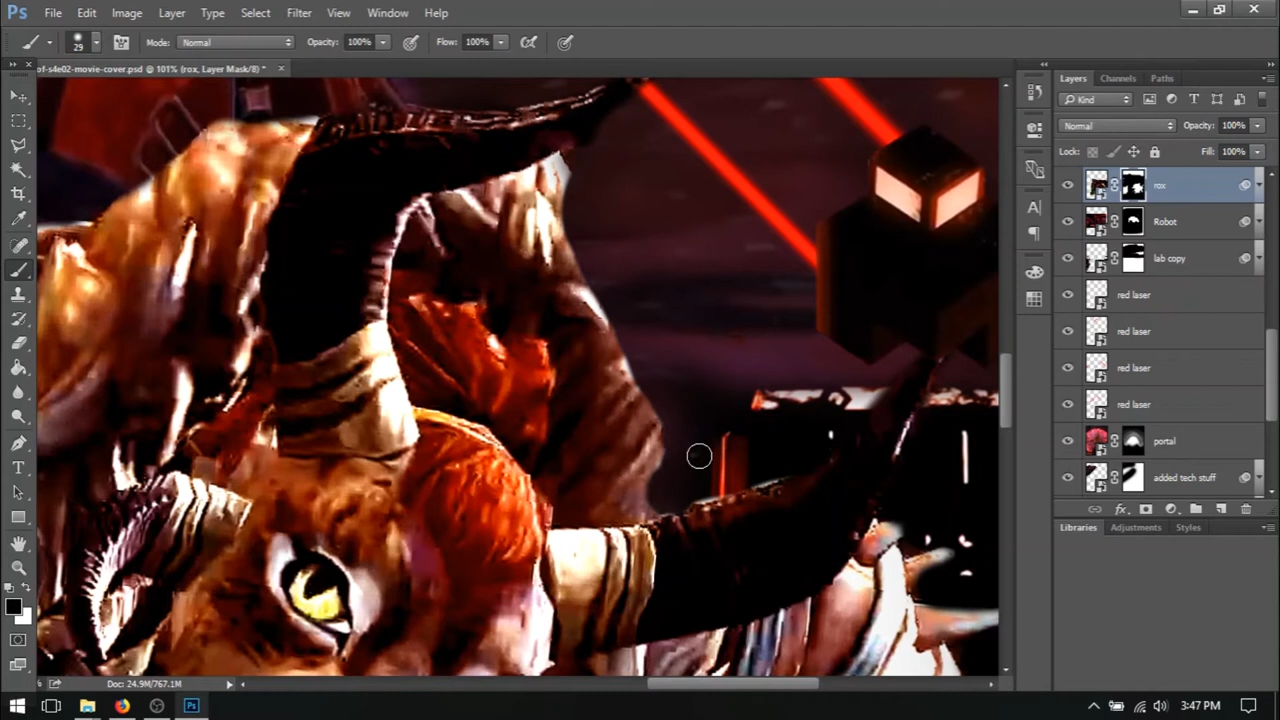 Ps File Edit Image Layer Type Select Filter View Window Help
29 Mode: Normal Opacity: 100% Flow: 100%
of-s4e02-movie-cover.psd @ 101% (rox, Layer Mask/8) *
Layers Channels Paths
Kind
Normal Opacity: 100%
Lock: Fill: 100%
rox
Robot
lab copy
red laser
red laser
red laser
red laser
portal
added tech stuff
Libraries Adjustments Styles
% Doc: 24.9M/767.1M
3:47 PM